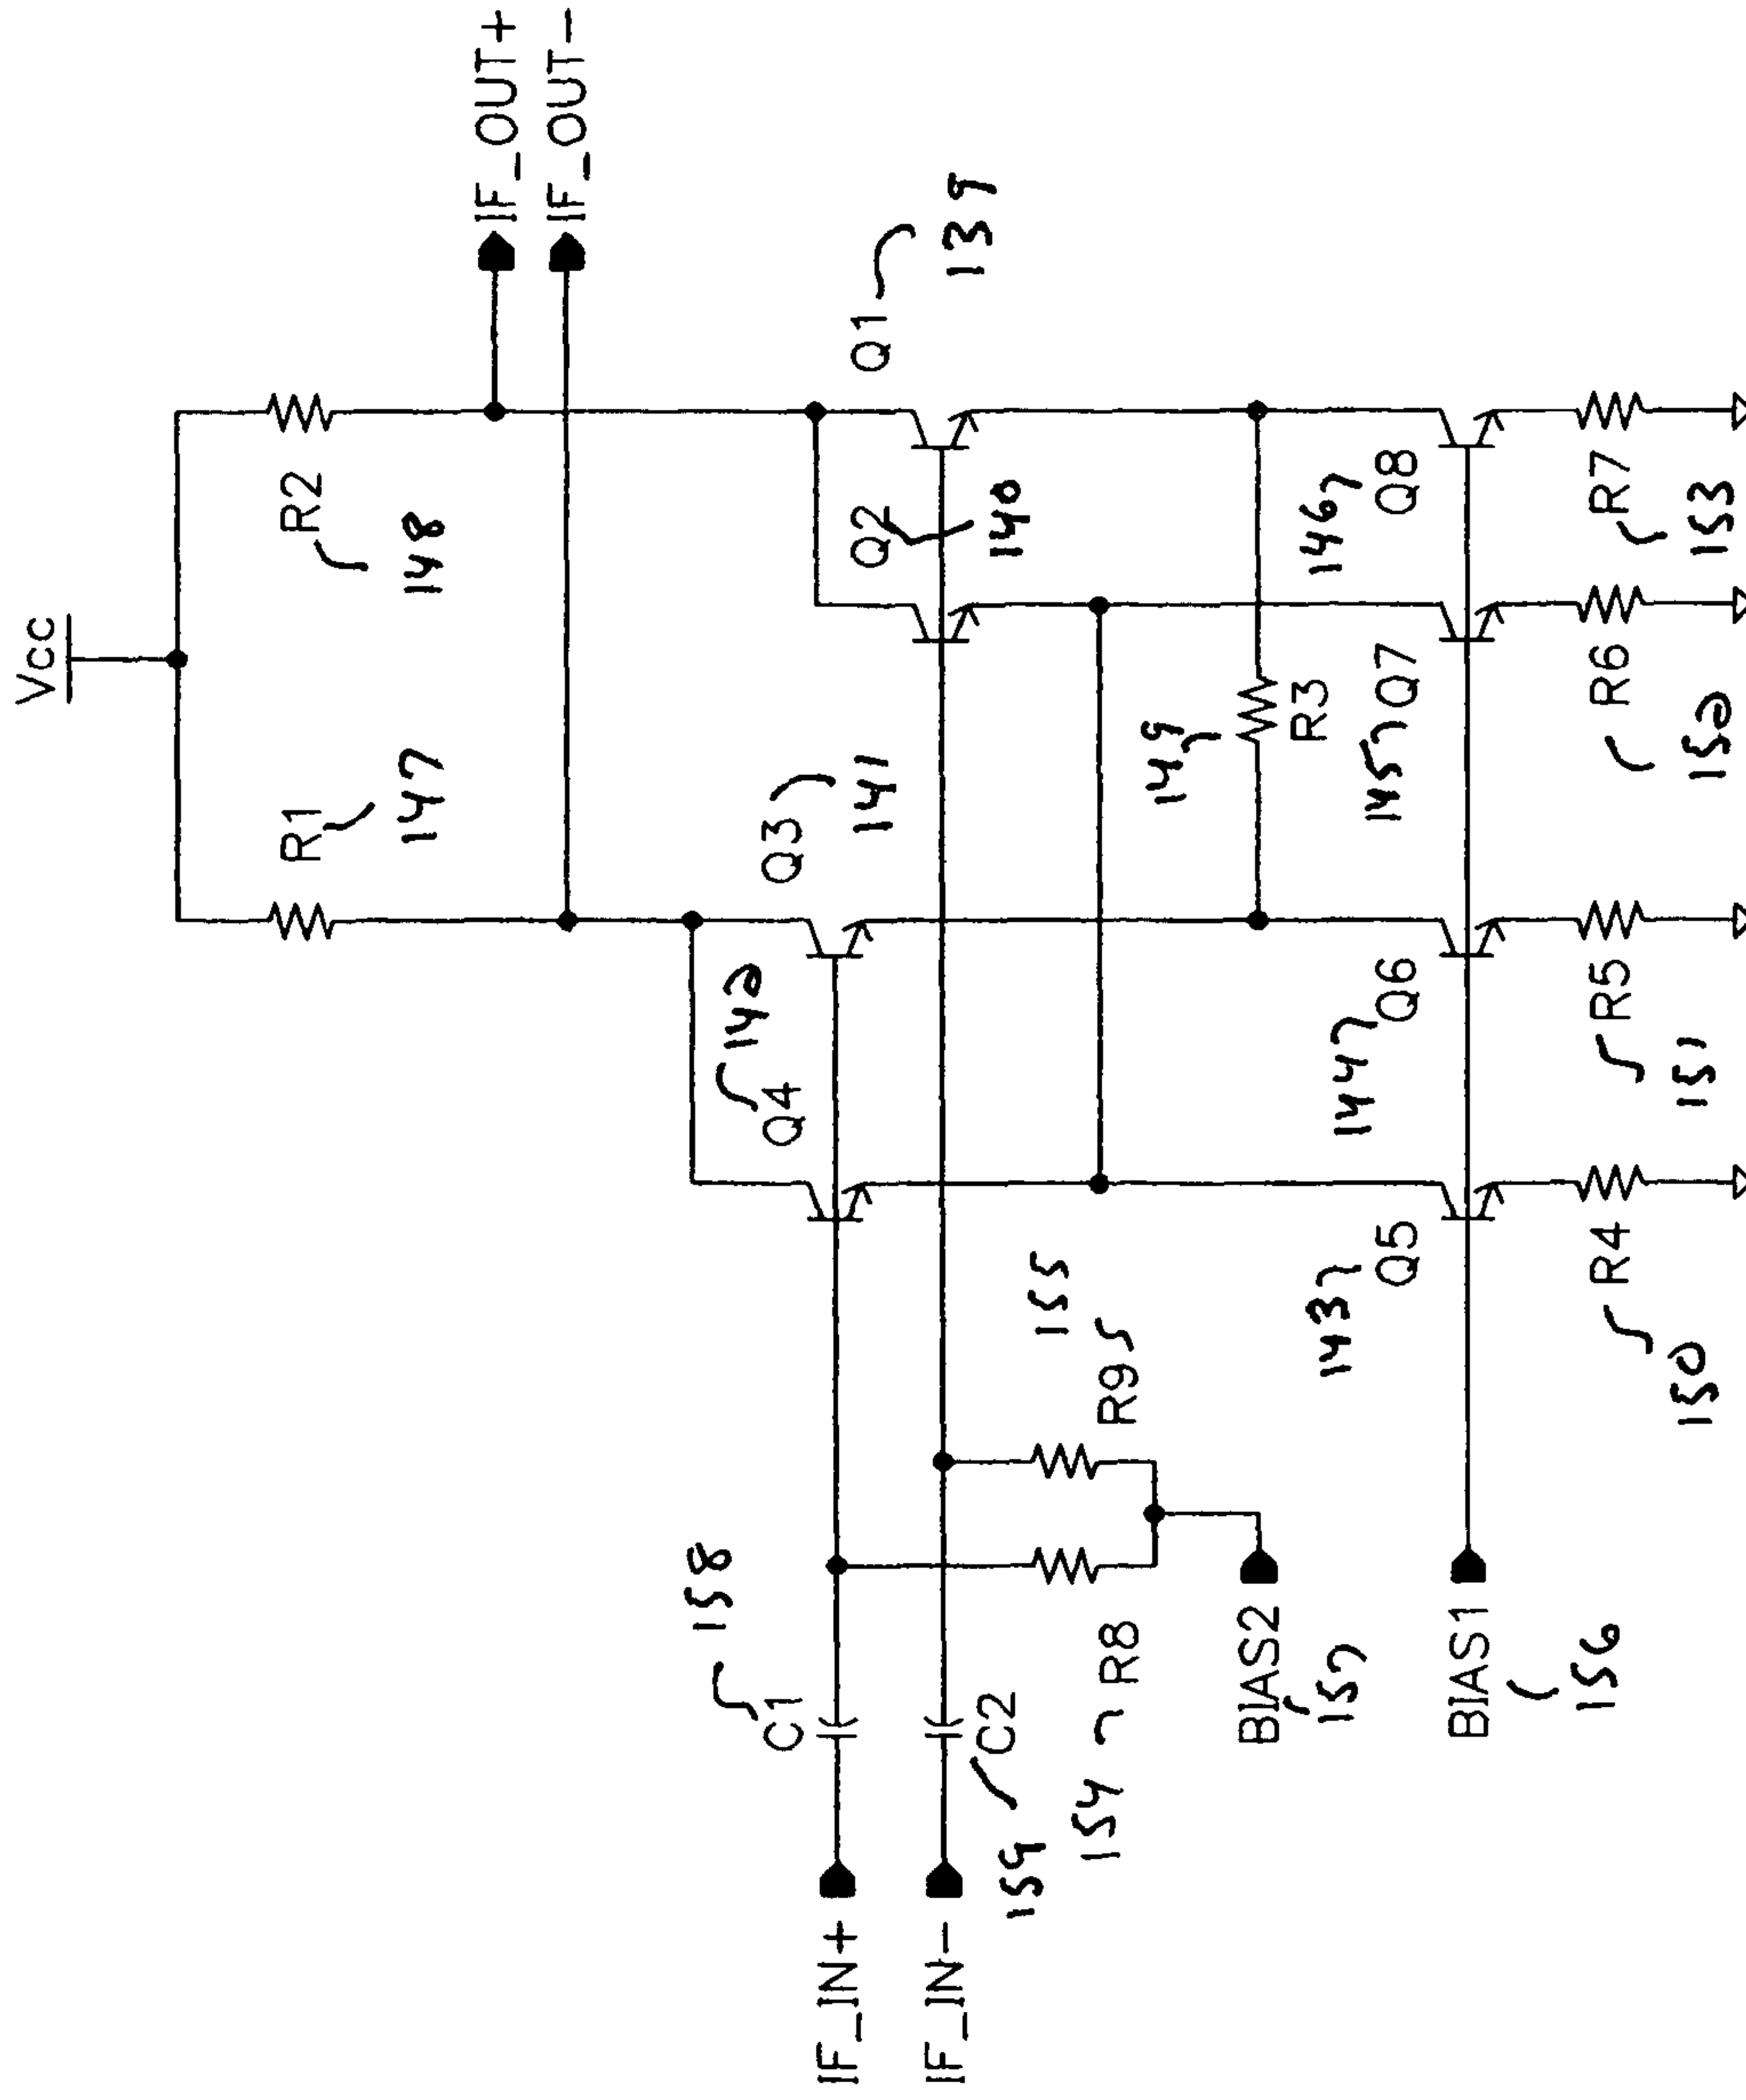 Vcc
R1
147
R2
148
IF_OUT+
IF_OUT-
Q4
142
Q3
141
Q2
140
Q1
139
IF_IN+
C1
158
IF_IN-
C2
159
R8
154
R9
155
149
R3
BIAS2
157
143
Q5
144
Q6
145
Q7
146
Q8
BIAS1
156
R4
150
R5
151
R6
152
R7
153